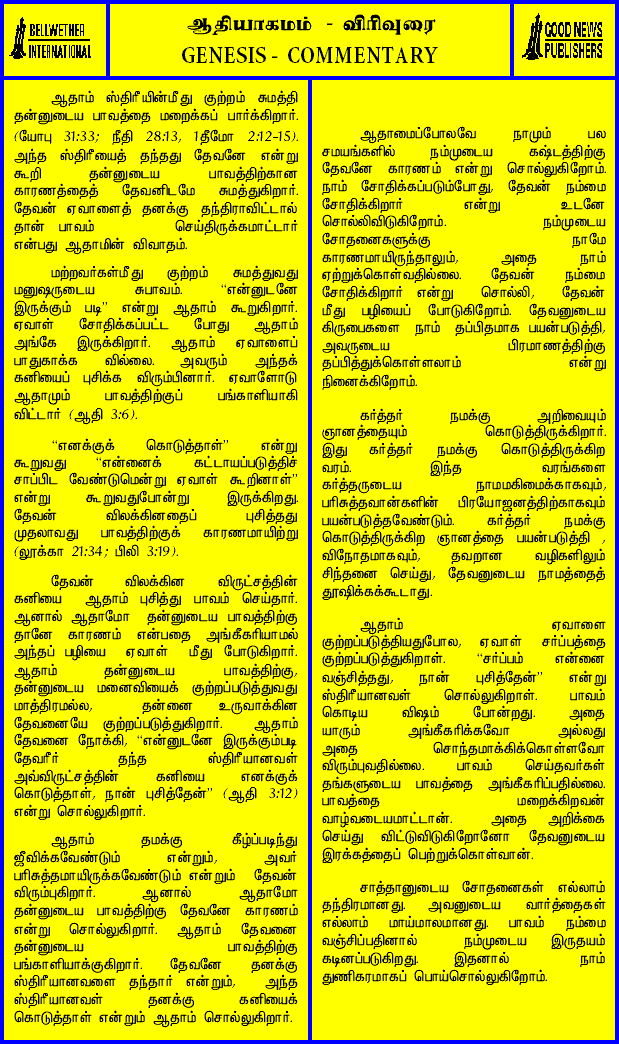 BELLWETHER
INTERNATIONAL
ஆதியாகமம் - விரிவுரை
GENESIS - COMMENTARY
GOOD NEWS
PUBLISHERS
ஆதாம் ஸ்திரீயின்மீது குற்றம் சுமத்தி
தன்னுடைய பாவத்தை மறைக்கப் பார்க்கிறார்.
(யோபு 31:33; நீதி 28:13, 1தீமோ 2:12-15).
அந்த ஸ்திரீயைத் தந்தது தேவனே என்று
கூறி தன்னுடைய பாவத்திற்கான
காரணத்தைத் தேவனிடமே சுமத்துகிறார்.
தேவன் ஏவாளைத் தனக்கு தந்திராவிட்டால்
தான் பாவம் செய்திருக்கமாட்டார்
என்பது ஆதாமின் விவாதம்.
மற்றவர்கள்மீது குற்றம் சுமத்துவது
மனுஷருடைய சுபாவம். “என்னுடனே
இருக்கும் படி” என்று ஆதாம் கூறுகிறார்.
ஏவாள் சோதிக்கப்பட்ட போது ஆதாம்
அங்கே இருக்கிறார். ஆதாம் ஏவாளைப்
பாதுகாக்க வில்லை. அவரும் அந்தக்
கனியைப் புசிக்க விரும்பினார். ஏவாளோடு
ஆதாமும் பாவத்திற்குப் பங்காளியாகி
விட்டார் (ஆதி 3:6).
“எனக்குக் கொடுத்தாள்” என்று
கூறுவது “என்னைக் கட்டாயப்படுத்திச்
சாப்பிட வேண்டுமென்று ஏவாள் கூறினாள்”
என்று கூறுவதுபோன்று இருக்கிறது.
தேவன் விலக்கினதைப் புசித்தது
முதலாவது பாவத்திற்குக் காரணமாயிற்று
(லூக்கா 21:34; பிலி 3:19).
தேவன் விலக்கின விருட்சத்தின்
கனியை ஆதாம் புசித்து பாவம் செய்தார்.
ஆனால் ஆதாமோ தன்னுடைய பாவத்திற்கு
தானே காரணம் என்பதை அங்கீகரியாமல்
அந்தப் பழியை ஏவாள் மீது போடுகிறார்.
ஆதாம் தன்னுடைய பாவத்திற்கு,
தன்னுடைய மனைவியைக் குற்றப்படுத்துவது
மாத்திரமல்ல, தன்னை உருவாக்கின
தேவனையே குற்றப்படுத்துகிறார். ஆதாம்
தேவனை நோக்கி, “என்னுடனே இருக்கும்படி
தேவரீர் தந்த ஸ்திரீயானவள்
அவ்விருட்சத்தின் கனியை எனக்குக்
கொடுத்தாள், நான் புசித்தேன்” (ஆதி 3:12)
என்று சொல்லுகிறார்.
ஆதாம் தமக்கு கீழ்ப்படிந்து
ஜீவிக்கவேண்டும் என்றும், அவர்
பரிசுத்தமாயிருக்கவேண்டும் என்றும் தேவன்
விரும்புகிறார். ஆனால் ஆதாமோ
தன்னுடைய பாவத்திற்கு தேவனே காரணம்
என்று சொல்லுகிறார். ஆதாம் தேவனை
தன்னுடைய பாவத்திற்கு
பங்காளியாக்குகிறார். தேவனே தனக்கு
ஸ்திரீயானவளை தந்தார் என்றும், அந்த
ஸ்திரீயானவள் தனக்கு கனியைக்
கொடுத்தாள் என்றும் ஆதாம் சொல்லுகிறார்.
ஆதாமைப்போலவே நாமும் பல
சமயங்களில் நம்முடைய கஷ்டத்திற்கு
தேவனே காரணம் என்று சொல்லுகிறோம்.
நாம் சோதிக்கப்படும்போது, தேவன் நம்மை
சோதிக்கிறார் என்று உடனே
சொல்லிவிடுகிறோம். நம்முடைய
சோதனைகளுக்கு நாமே
காரணமாயிருந்தாலும், அதை நாம்
ஏற்றுக்கொள்வதில்லை. தேவன் நம்மை
சோதிக்கிறார் என்று சொல்லி, தேவன்
மீது பழியைப் போடுகிறோம். தேவனுடைய
கிருபைகளை நாம் தப்பிதமாக பயன்படுத்தி,
அவருடைய பிரமாணத்திற்கு
தப்பித்துக்கொள்ளலாம் என்று
நினைக்கிறோம்.
கர்த்தர் நமக்கு அறிவையும்
ஞானத்தையும் கொடுத்திருக்கிறார்.
இது கர்த்தர் நமக்கு கொடுத்திருக்கிற
வரம். இந்த வரங்களை
கர்த்தருடைய நாமமகிமைக்காகவும்,
பரிசுத்தவான்களின் பிரயோஜனத்திற்காகவும்
பயன்படுத்தவேண்டும். கர்த்தர் நமக்கு
கொடுத்திருக்கிற ஞானத்தை பயன்படுத்தி ,
விநோதமாகவும், தவறான வழிகளிலும்
சிந்தனை செய்து, தேவனுடைய நாமத்தைத்
தூஷிக்கக்கூடாது.
ஆதாம் ஏவாளை
குற்றப்படுத்தியதுபோல, ஏவாள் சர்ப்பத்தை
குற்றப்படுத்துகிறாள். “சர்ப்பம் என்னை
வஞ்சித்தது, நான் புசித்தேன்” என்று
ஸ்திரீயானவள் சொல்லுகிறாள். பாவம்
கொடிய விஷம் போன்றது. அதை
யாரும் அங்கீகரிக்கவோ அல்லது
அதை சொந்தமாக்கிக்கொள்ளவோ
விரும்புவதில்லை. பாவம் செய்தவர்கள்
தங்களுடைய பாவத்தை அங்கீகரிப்பதில்லை.
பாவத்தை மறைக்கிறவன்
வாழ்வடையமாட்டான். அதை அறிக்கை
செய்து விட்டுவிடுகிறோனோ தேவனுடைய
இரக்கத்தைப் பெற்றுக்கொள்வான்.
சாத்தானுடைய சோதனைகள் எல்லாம்
தந்திரமானது. அவனுடைய வார்த்தைகள்
எல்லாம் மாய்மாலமானது. பாவம் நம்மை
வஞ்சிப்பதினால் நம்முடைய இருதயம்
கடினப்படுகிறது. இதனால் நாம்
துணிகரமாகப் பொய்சொல்லுகிறோம்.